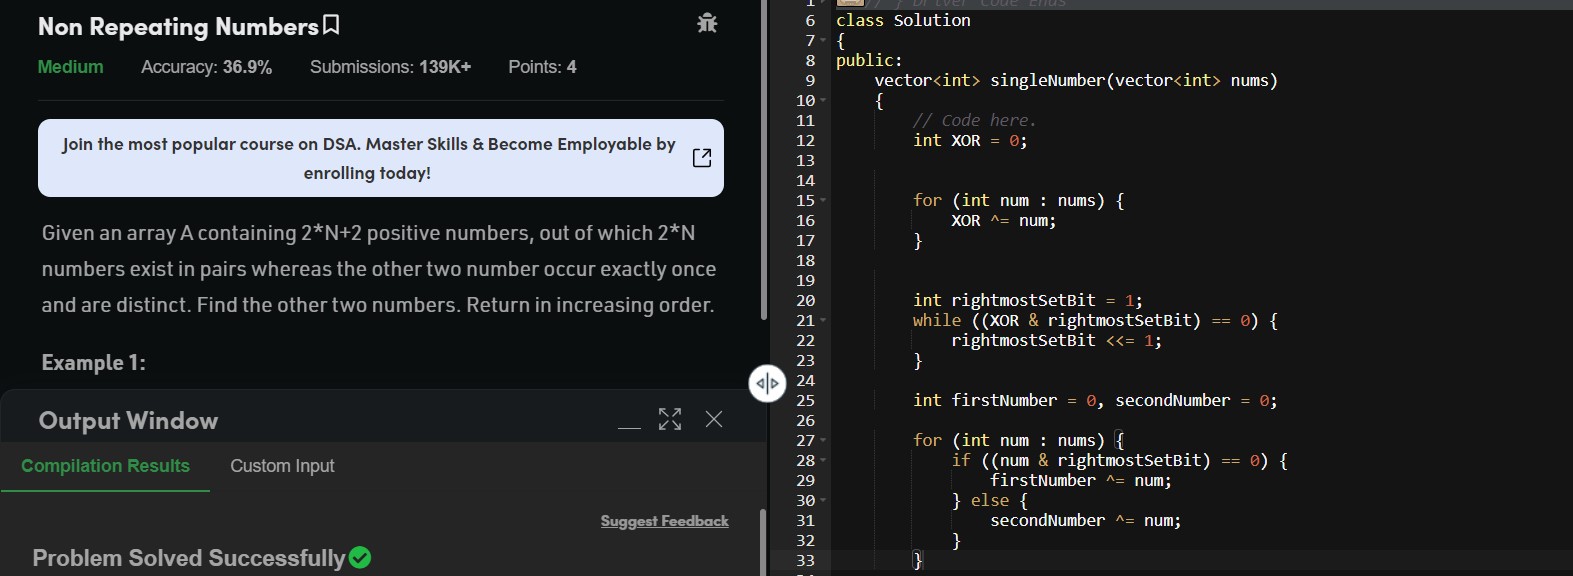 Non Repeating Numbers
Medium Accuracy: 36.9% Submissions: 139K+ Points: 4
Join the most popular course on DSA. Master Skills & Become Employable by
enrolling today!
Given an array A containing 2*N+2 positive numbers, out of which 2*N
numbers exist in pairs whereas the other two number occur exactly once
and are distinct. Find the other two numbers. Return in increasing order.
Example 1:
Output Window
Compilation Results Custom Input
Suggest Feedback
Problem Solved Successfully
1 // } Driver Code Ends
6 class Solution
7 {
8 public:
9 vector<int> singleNumber(vector<int> nums)
10 {
11 // Code here.
12 int XOR = 0;
13
14
15 for (int num : nums) {
16 XOR ^= num;
17 }
18
19
20 int rightmostSetBit = 1;
21 while ((XOR & rightmostSetBit) == 0) {
22 rightmostSetBit <<= 1;
23 }
24
25 int firstNumber = 0, secondNumber = 0;
26
27 for (int num : nums) {
28 if ((num & rightmostSetBit) == 0) {
29 firstNumber ^= num;
30 } else {
31 secondNumber ^= num;
32 }
33 }